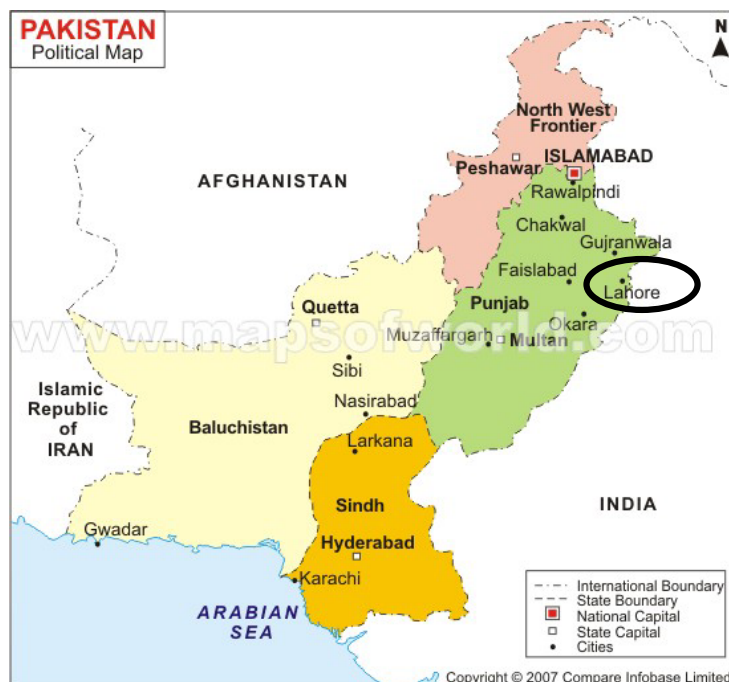 PAKISTAN
Political Map
N
North West
Frontier
Peshawar
ISLAMABAD
Rawalpindi
AFGHANISTAN
Chakwal
Gujranwala
Faislabad
Lahore
Punjab
Quetta
Okara
www.mapsofworld.com
Muzaffargarh
Multan
Sibi
Islamic
Republic
of
IRAN
Nasirabad
Baluchistan
Larkana
Sindh
INDIA
Gwadar
Hyderabad
Karachi
ARABIAN
SEA
International Boundary
State Boundary
National Capital
State Capital
Cities
Copyright © 2007 Compare Infobase Limited